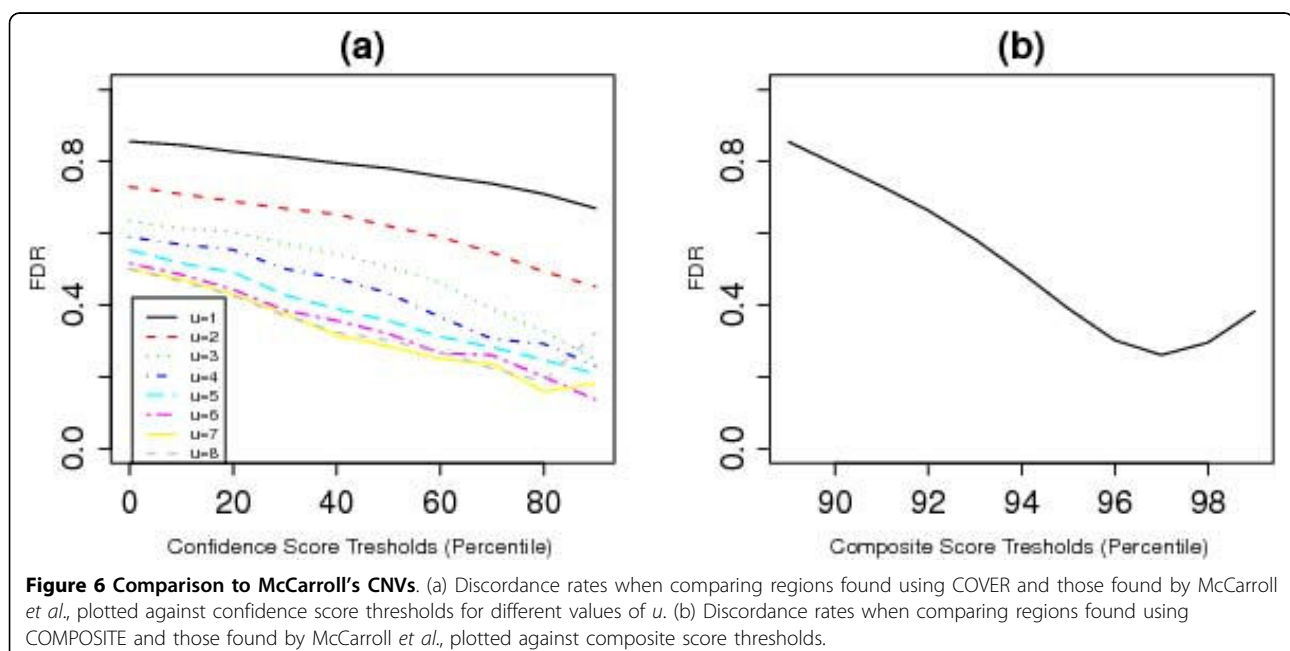 (a)
0.8
0.4
0.0
FDR
u=1
u=2
u=3
u=4
u=5
u=6
u=7
u=8
0 20 40 60 80
Confidence Score Tresholds (Percentile)
(b)
0.8
0.4
0.0
FDR
90 92 94 96 98
Composite Score Tresholds (Percentile)
Figure 6 Comparison to McCarroll's CNVs. (a) Discordance rates when comparing regions found using COVER and those found by McCarroll
et al., plotted against confidence score thresholds for different values of u. (b) Discordance rates when comparing regions found using
COMPOSITE and those found by McCarroll et al., plotted against composite score thresholds.